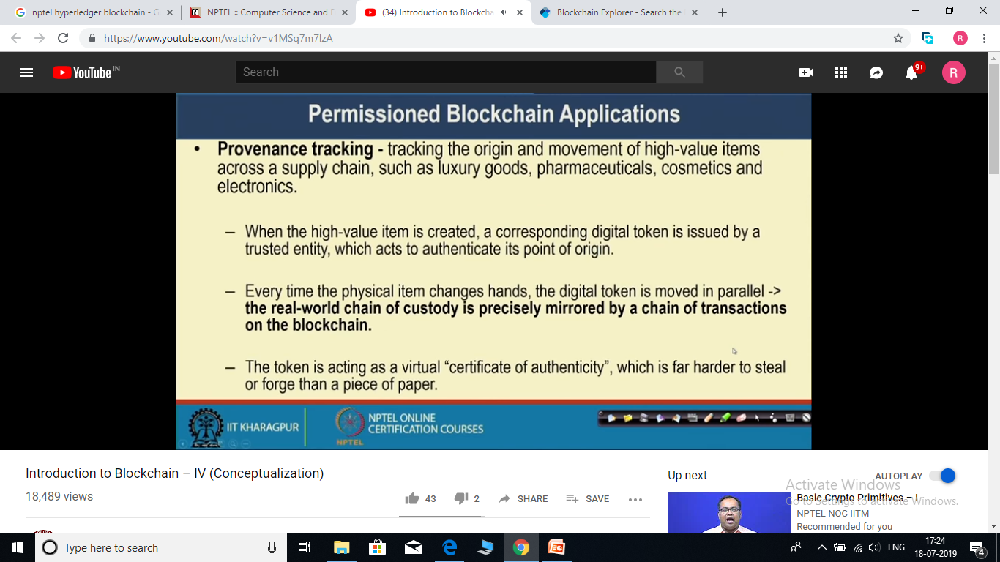 nptel hyperledger blockchain - G
NPTEL :: Computer Science and E
(34) Introduction to Blockcha
Blockchain Explorer - Search the
https://www.youtube.com/watch?v=v1MSq7m7IzA
R
YouTube IN
Search
9+
R
Permissioned Blockchain Applications
• Provenance tracking - tracking the origin and movement of high-value items
across a supply chain, such as luxury goods, pharmaceuticals, cosmetics and
electronics.
– When the high-value item is created, a corresponding digital token is issued by a
trusted entity, which acts to authenticate its point of origin.
– Every time the physical item changes hands, the digital token is moved in parallel ->
the real-world chain of custody is precisely mirrored by a chain of transactions
on the blockchain.
– The token is acting as a virtual “certificate of authenticity”, which is far harder to steal
or forge than a piece of paper.
IIT KHARAGPUR
NPTEL
NPTEL ONLINE
CERTIFICATION COURSES
Introduction to Blockchain – IV (Conceptualization)
18,489 views
43
2
SHARE
SAVE
Up next
AUTOPLAY
Activate Windows
Go to Settings to activate Windows.
Basic Crypto Primitives – I
NPTEL-NOC IITM
Recommended for you
Type here to search
ENG
17:24
18-07-2019
4